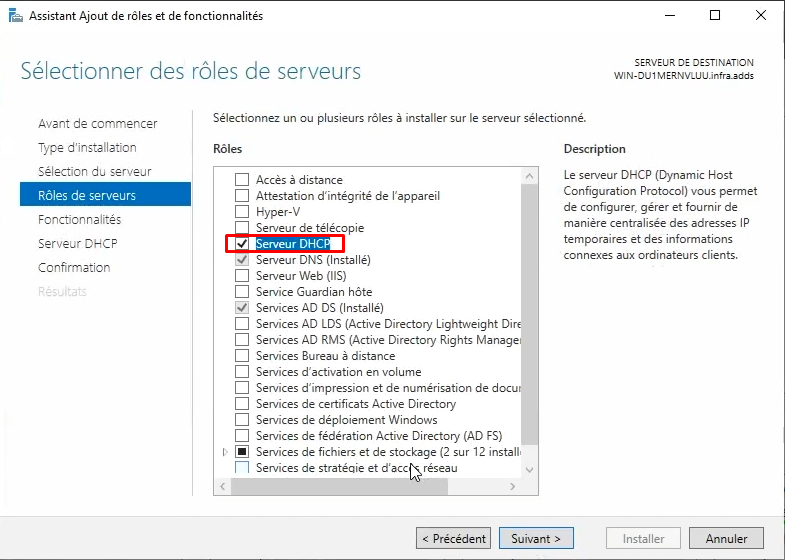 Assistant Ajout de rôles et de fonctionnalités
Sélectionner des rôles de serveurs
SERVEUR DE DESTINATION
WIN-DU1MERNVLUU.infra.adds
Avant de commencer
Type d'installation
Sélection du serveur
Rôles de serveurs
Fonctionnalités
Serveur DHCP
Confirmation
Résultats
Sélectionnez un ou plusieurs rôles à installer sur le serveur sélectionné.
Rôles
Accès à distance
Attestation d'intégrité de l'appareil
Hyper-V
Serveur de télécopie
Serveur DHCP
Serveur DNS (Installé)
Serveur Web (IIS)
Service Guardian hôte
Services AD DS (Installé)
Services AD LDS (Active Directory Lightweight Dire
Services AD RMS (Active Directory Rights Manager
Services Bureau à distance
Services d'activation en volume
Services d'impression et de numérisation de docu
Services de certificats Active Directory
Services de déploiement Windows
Services de fédération Active Directory (AD FS)
Services de fichiers et de stockage (2 sur 12 install
Services de stratégie et d'accès réseau
Description
Le serveur DHCP (Dynamic Host
Configuration Protocol) vous permet
de configurer, gérer et fournir de
manière centralisée des adresses IP
temporaires et des informations
connexes aux ordinateurs clients.
< Précédent
Suivant >
Installer
Annuler